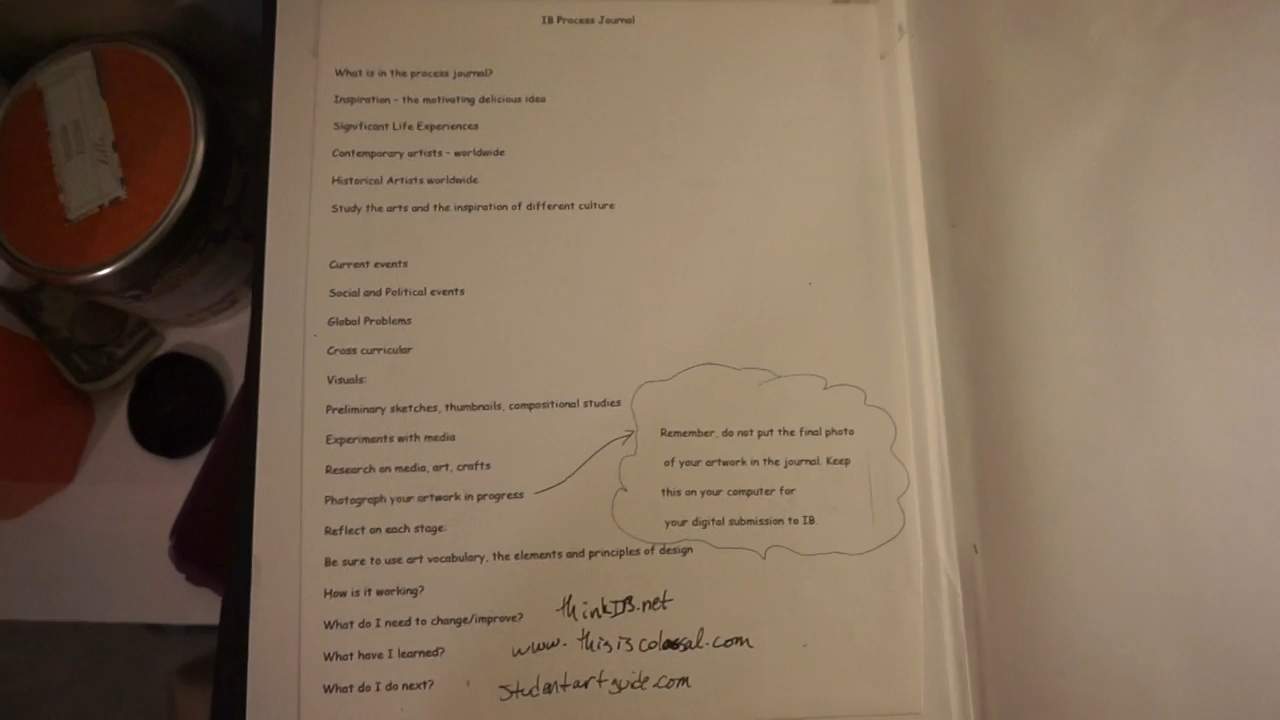 IB Process Journal
What is in the process journal?
Inspiration - the motivating delicious idea
Significant Life Experiences
Contemporary artists - worldwide
Historical Artists worldwide
Study the arts and the inspiration of different culture
Current events
Social and Political events
Global Problems
Cross curricular
Visuals:
Preliminary sketches, thumbnails, compositional studies
Experiments with media
Research on media, art, crafts
Photograph your artwork in progress
Remember, do not put the final photo
of your artwork in the journal. Keep
this on your computer for
your digital submission to IB.
Reflect on each stage:
Be sure to use art vocabulary, the elements and principles of design
How is it working?
What do I need to change/improve?
What have I learned?
What do I do next?
thinkIB.net
www.thisiscolossal.com
studentartguide.com